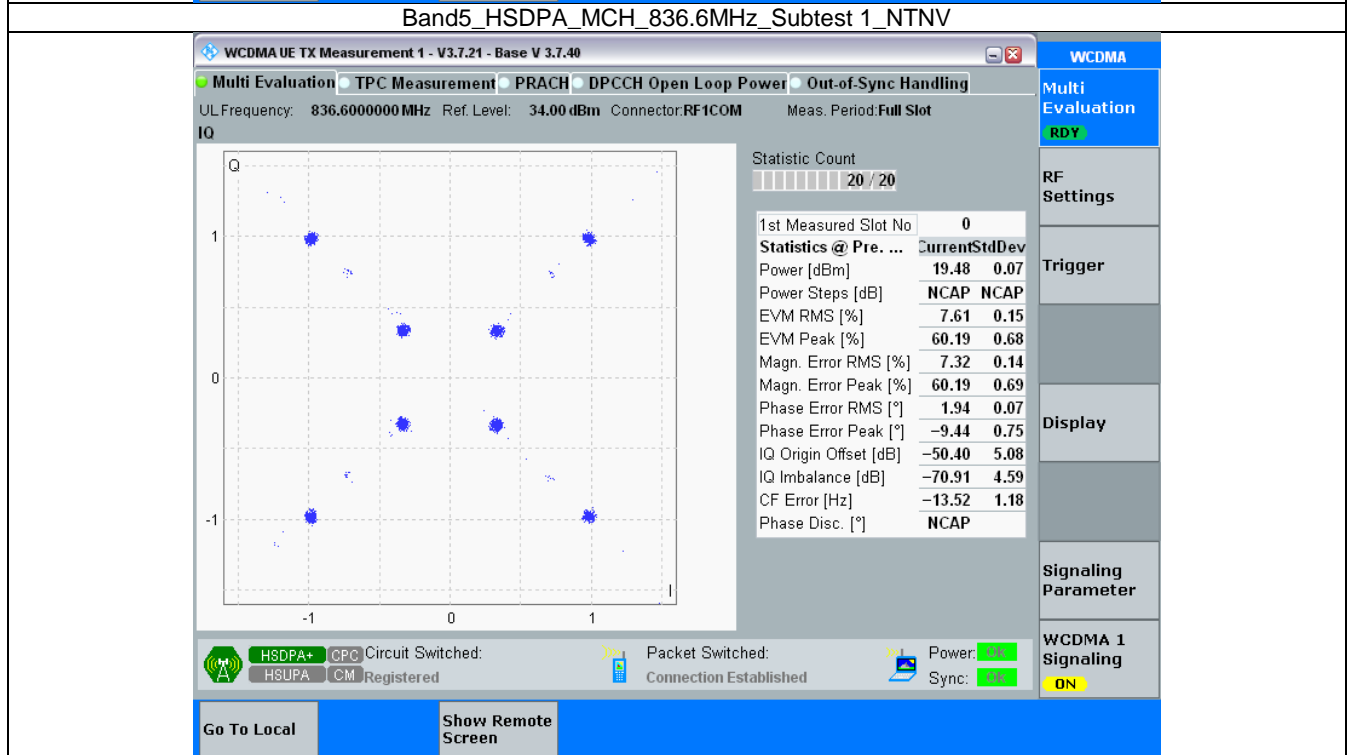 Band5_HSDPA_MCH_836.6MHz_Subtest 1_NTNV
WCDMA UE TX Measurement 1 - V3.7.21 - Base V 3.7.40
WCDMA
Multi Evaluation TPC Measurement PRACH DPCCH Open Loop Power Out-of-Sync Handling
Multi
Evaluation
RDY
UL Frequency: 836.6000000 MHz Ref. Level: 34.00 dBm Connector:RF1COM Meas. Period:Full Slot
IQ
Q
1
0
-1
-1 0 1
I
Statistic Count
20 / 20
1st Measured Slot No 0
Statistics @ Pre. ... Current StdDev
Power [dBm] 19.48 0.07
Power Steps [dB] NCAP NCAP
EVM RMS [%] 7.61 0.15
EVM Peak [%] 60.19 0.68
Magn. Error RMS [%] 7.32 0.14
Magn. Error Peak [%] 60.19 0.69
Phase Error RMS [°] 1.94 0.07
Phase Error Peak [°] −9.44 0.75
IQ Origin Offset [dB] −50.40 5.08
IQ Imbalance [dB] −70.91 4.59
CF Error [Hz] −13.52 1.18
Phase Disc. [°] NCAP
RF
Settings
Trigger
Display
Signaling
Parameter
WCDMA 1
Signaling
ON
HSDPA+ CPC Circuit Switched: Packet Switched: Power: Ok
HSUPA CM Registered Connection Established Sync: Ok
Go To Local
Show Remote
Screen